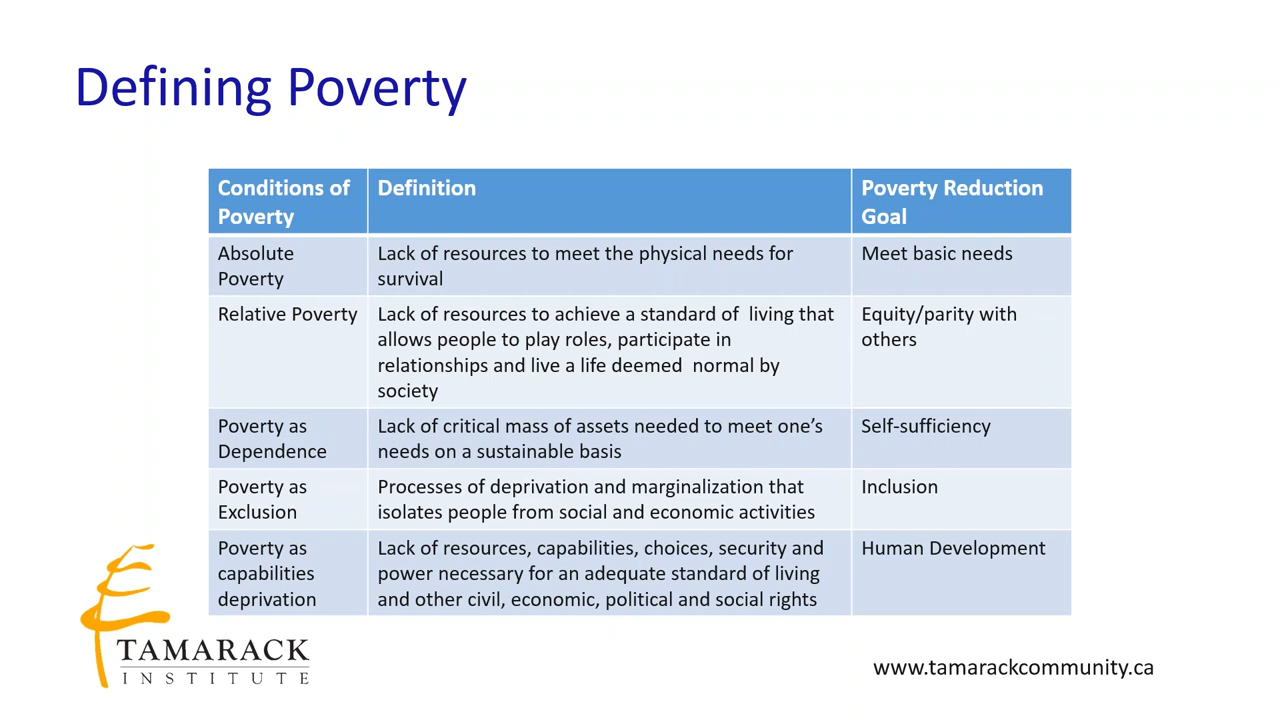 Defining Poverty
Conditions of Poverty | Definition | Poverty Reduction Goal
Absolute Poverty | Lack of resources to meet the physical needs for survival | Meet basic needs
Relative Poverty | Lack of resources to achieve a standard of living that allows people to play roles, participate in relationships and live a life deemed normal by society | Equity/parity with others
Poverty as Dependence | Lack of critical mass of assets needed to meet one’s needs on a sustainable basis | Self-sufficiency
Poverty as Exclusion | Processes of deprivation and marginalization that isolates people from social and economic activities | Inclusion
Poverty as capabilities deprivation | Lack of resources, capabilities, choices, security and power necessary for an adequate standard of living and other civil, economic, political and social rights | Human Development
TAMARACK
INSTITUTE
www.tamarackcommunity.ca